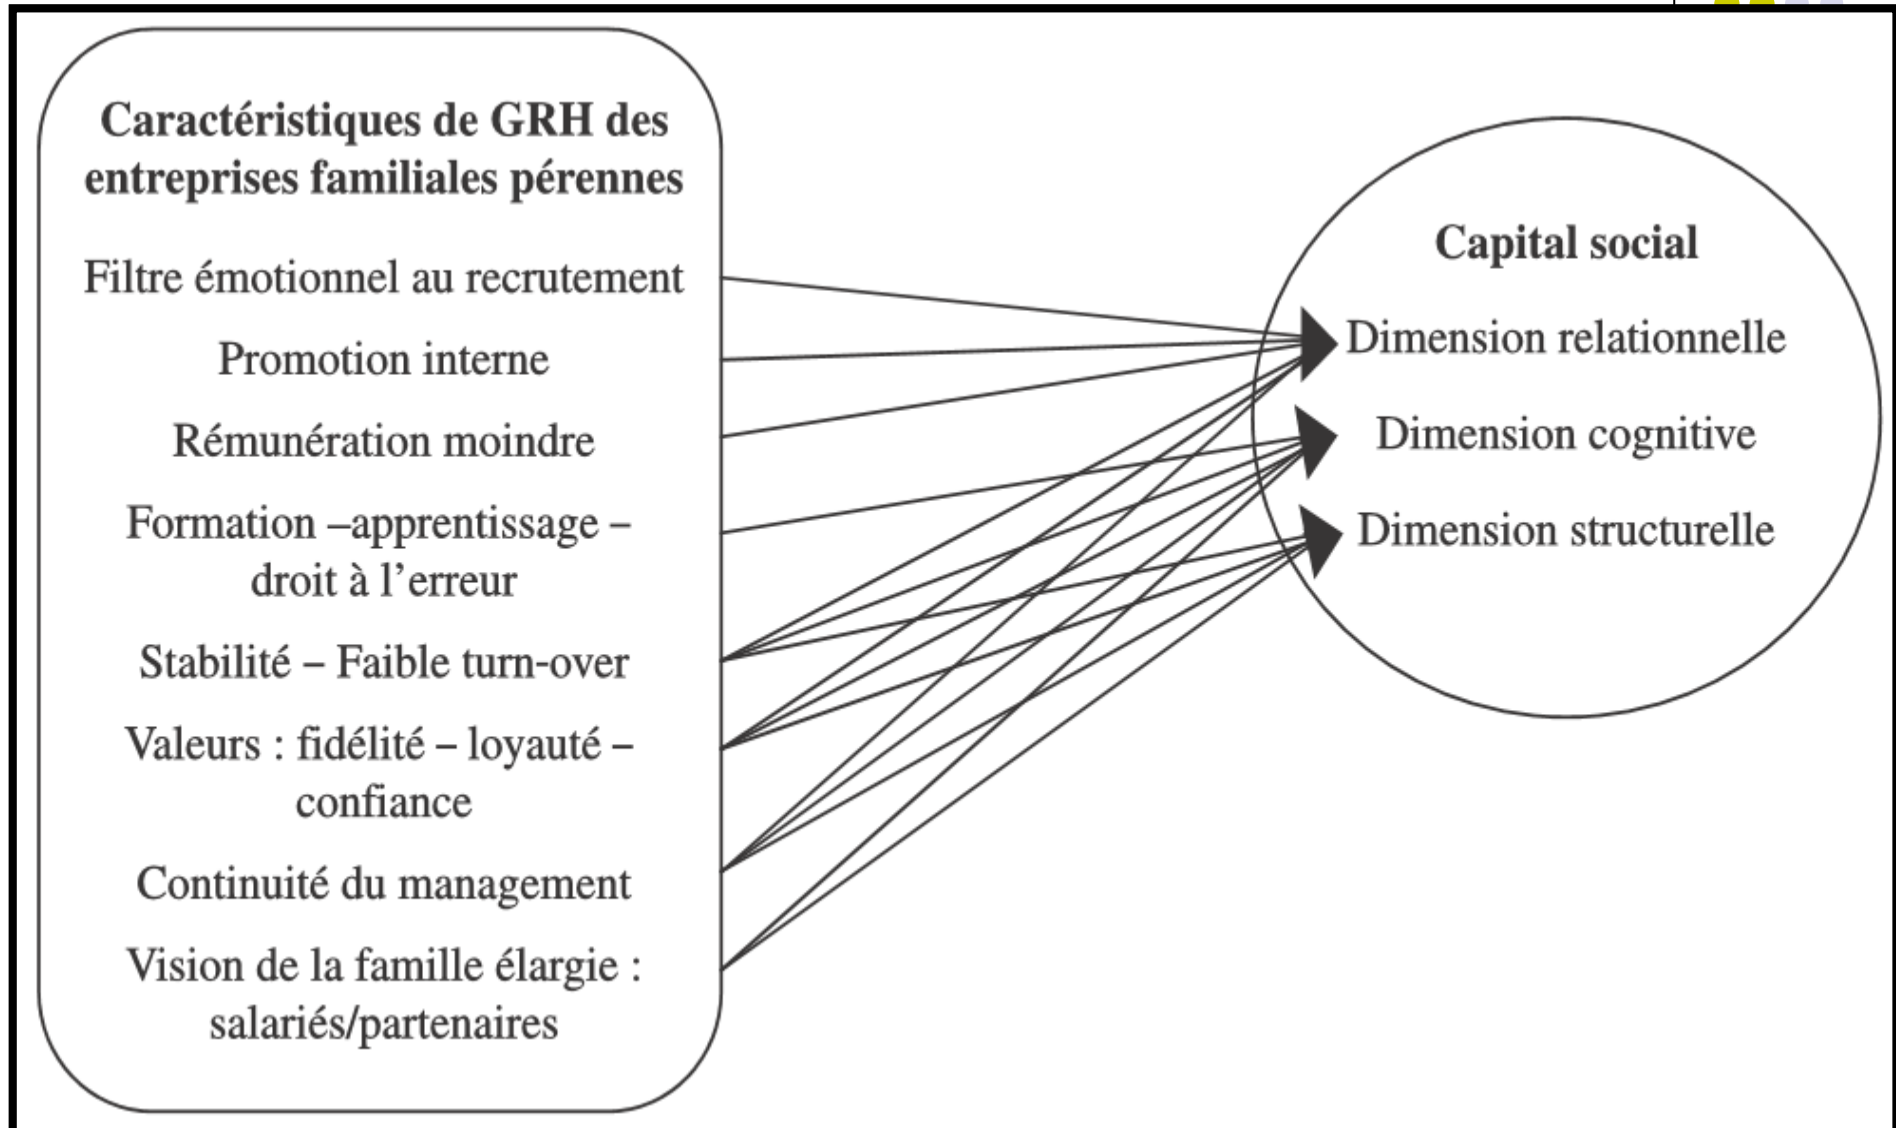 Caractéristiques de GRH des
entreprises familiales pérennes
Filtre émotionnel au recrutement
Promotion interne
Rémunération moindre
Formation –apprentissage –
droit à l’erreur
Stabilité – Faible turn-over
Valeurs : fidélité – loyauté –
confiance
Continuité du management
Vision de la famille élargie :
salariés/partenaires
Capital social
Dimension relationnelle
Dimension cognitive
Dimension structurelle